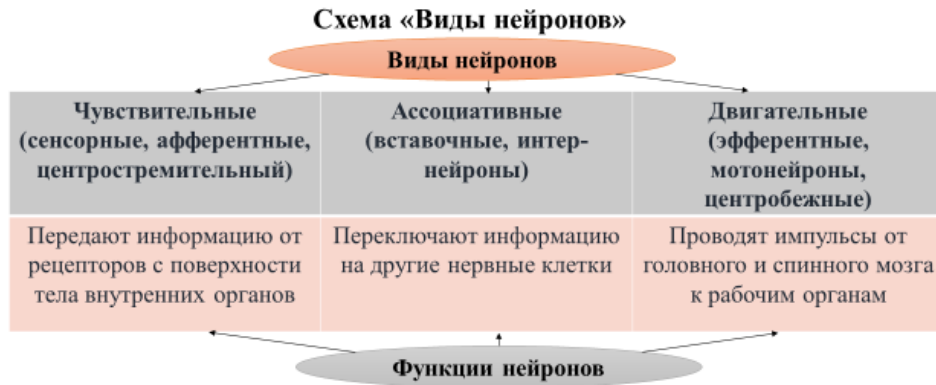 Схема «Виды нейронов»
Виды нейронов
Чувствительные
(сенсорные, афферентные,
центростремительный)
Ассоциативные
(вставочные, интер-
нейроны)
Двигательные
(эфферентные,
мотонейроны,
центробежные)
Передают информацию от
рецепторов с поверхности
тела внутренних органов
Переключают информацию
на другие нервные клетки
Проводят импульсы от
головного и спинного мозга
к рабочим органам
Функции нейронов